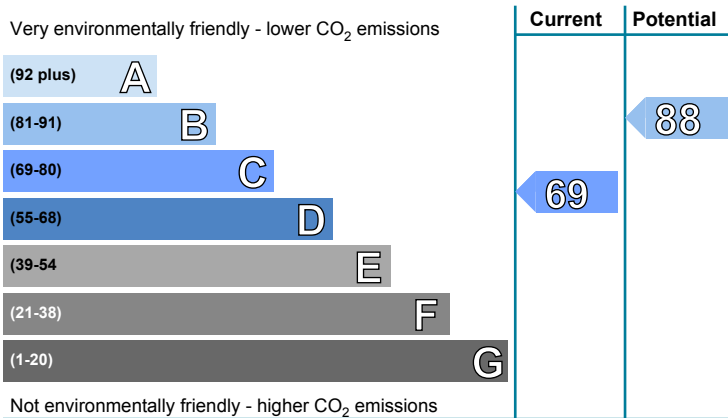 Current Potential
Very environmentally friendly - lower CO₂ emissions
(92 plus) A
(81-91) B
88
(69-80) C
69
(55-68) D
(39-54 E
(21-38) F
(1-20) G
Not environmentally friendly - higher CO₂ emissions